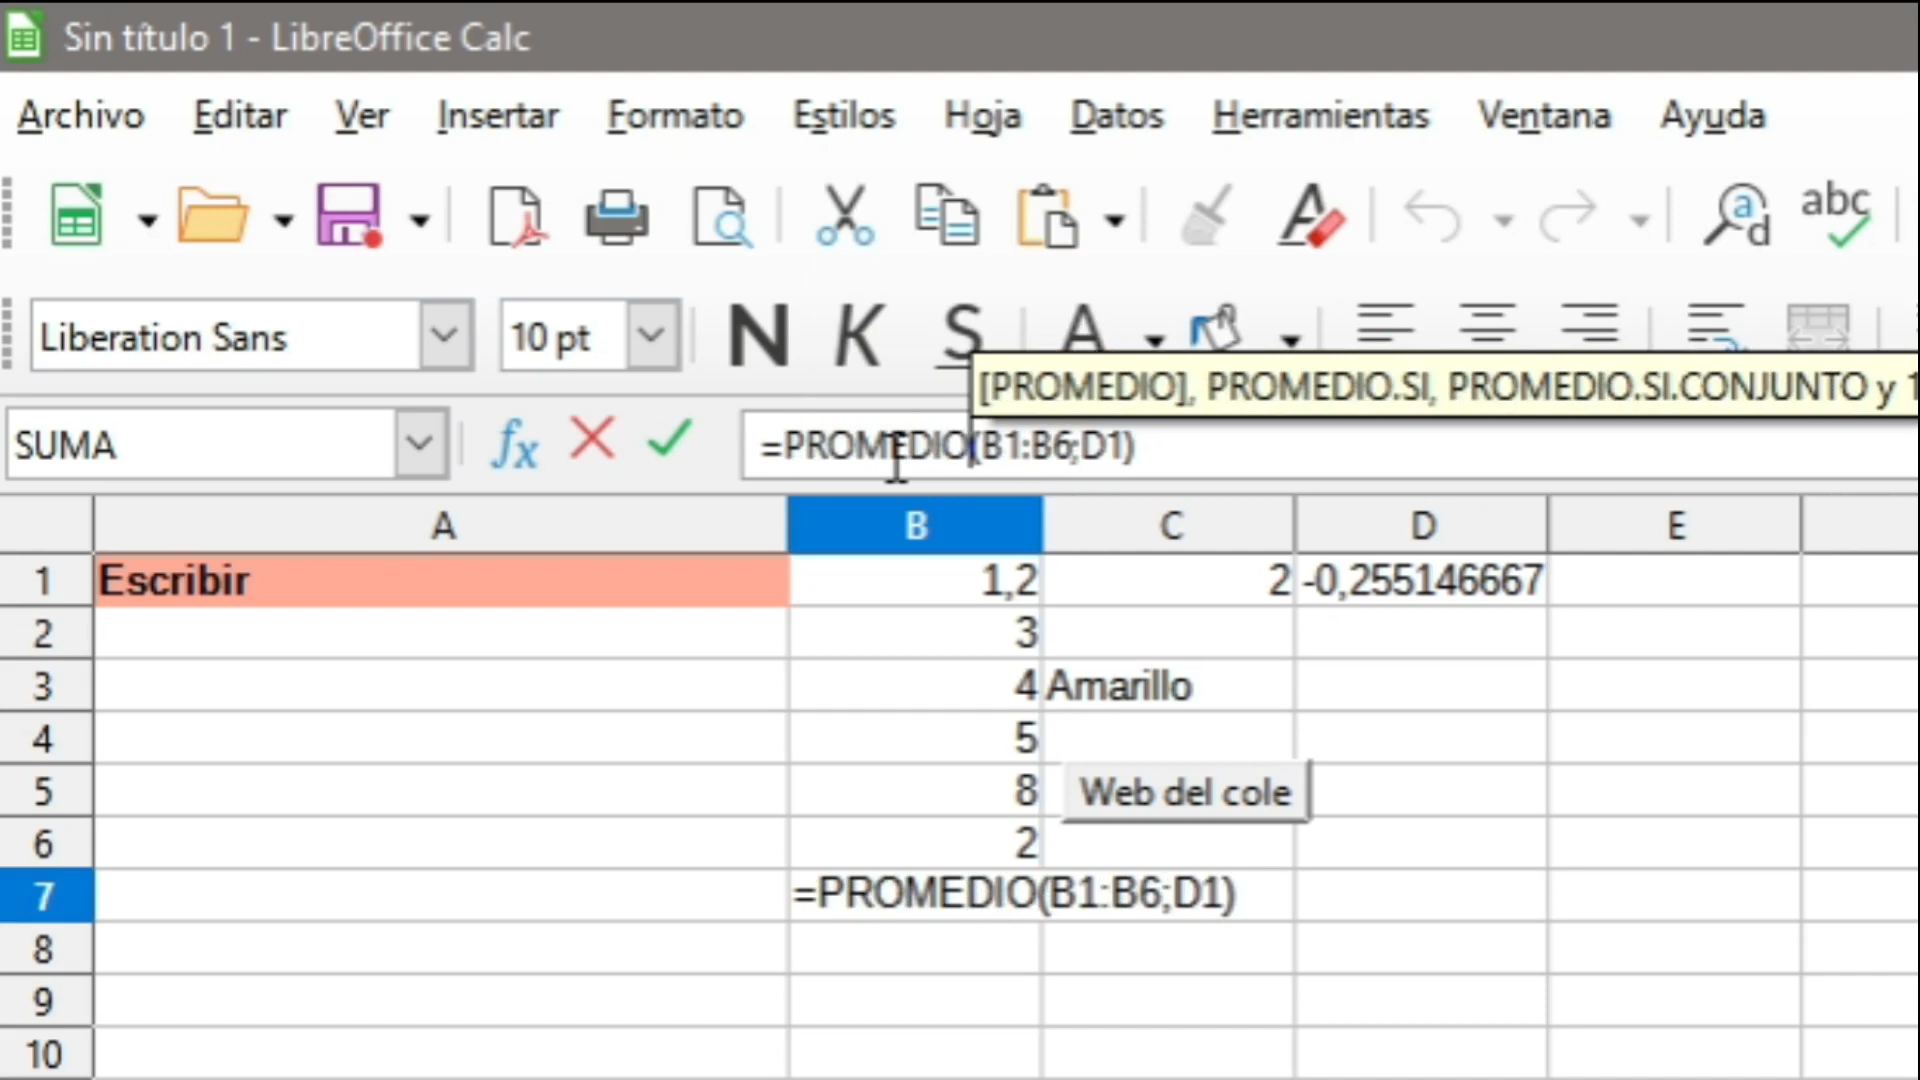 Sin título 1 - LibreOffice Calc
Archivo Editar Ver Insertar Formato Estilos Hoja Datos Herramientas Ventana Ayuda
a
d
abc
Liberation Sans 10 pt N K S A
[PROMEDIO], PROMEDIO.SI, PROMEDIO.SI.CONJUNTO y 1
SUMA fx =PROMEDIO(B1:B6;D1)
A B C D E
1 Escribir 1,2 2 -0,255146667
2 3
3 4 Amarillo
4 5
5 8 Web del cole
6 2
7 =PROMEDIO(B1:B6;D1)
8
9
10